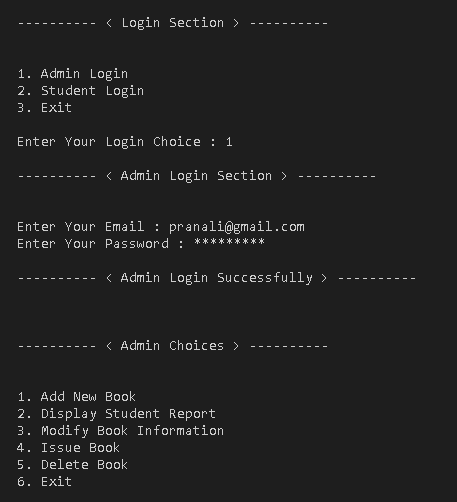 ---------- < Login Section > ----------
1. Admin Login
2. Student Login
3. Exit
Enter Your Login Choice : 1
---------- < Admin Login Section > ----------
Enter Your Email : pranali@gmail.com
Enter Your Password : *********
---------- < Admin Login Successfully > ----------
---------- < Admin Choices > ----------
1. Add New Book
2. Display Student Report
3. Modify Book Information
4. Issue Book
5. Delete Book
6. Exit